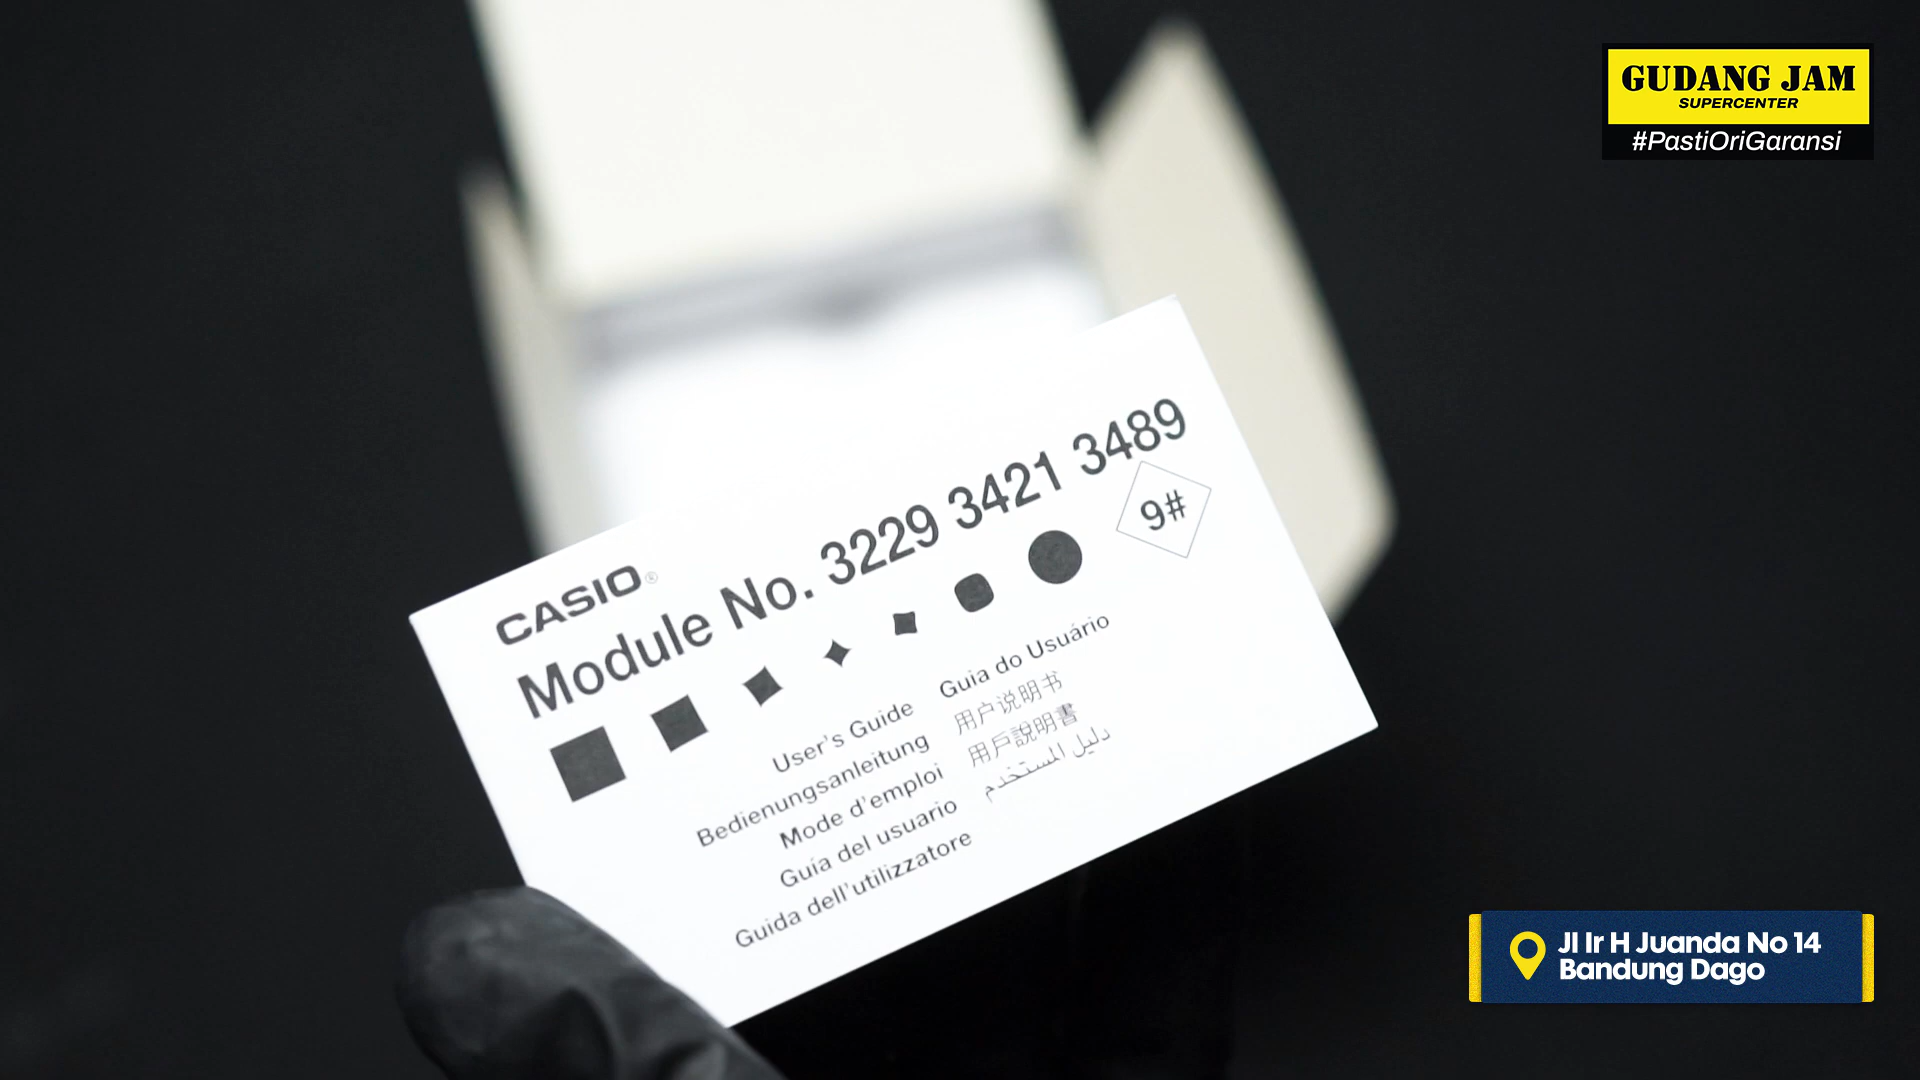 GUDANG JAM
SUPERCENTER
#PastiOriGaransi
CASIO®
Module No. 3229 3421 3489
9#
User's Guide
Bedienungsanleitung
Mode d'emploi
Guía del usuario
Guida dell'utilizzatore
Guia do Usuário
用户说明书
用戶說明書
دليل المستخدم
Jl Ir H Juanda No 14
Bandung Dago